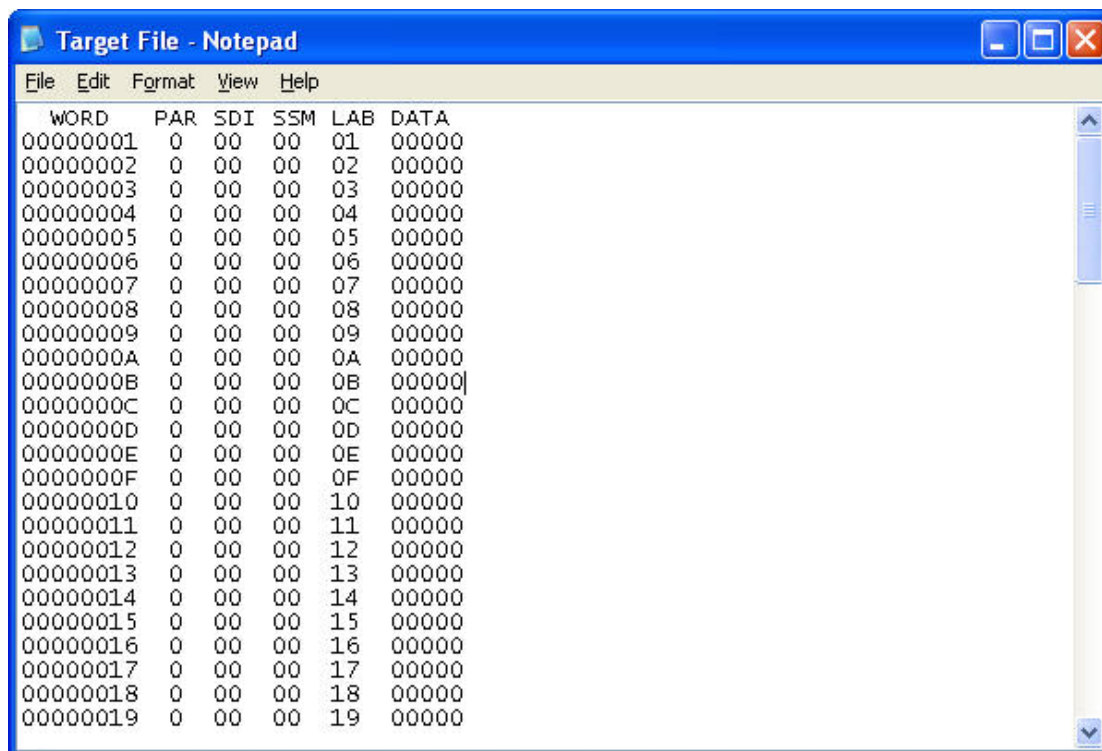 Target File - Notepad
File Edit Format View Help
WORD PAR SDI SSM LAB DATA
00000001 0 00 00 01 00000
00000002 0 00 00 02 00000
00000003 0 00 00 03 00000
00000004 0 00 00 04 00000
00000005 0 00 00 05 00000
00000006 0 00 00 06 00000
00000007 0 00 00 07 00000
00000008 0 00 00 08 00000
00000009 0 00 00 09 00000
0000000A 0 00 00 0A 00000
0000000B 0 00 00 0B 00000
0000000C 0 00 00 0C 00000
0000000D 0 00 00 0D 00000
0000000E 0 00 00 0E 00000
0000000F 0 00 00 0F 00000
00000010 0 00 00 10 00000
00000011 0 00 00 11 00000
00000012 0 00 00 12 00000
00000013 0 00 00 13 00000
00000014 0 00 00 14 00000
00000015 0 00 00 15 00000
00000016 0 00 00 16 00000
00000017 0 00 00 17 00000
00000018 0 00 00 18 00000
00000019 0 00 00 19 00000